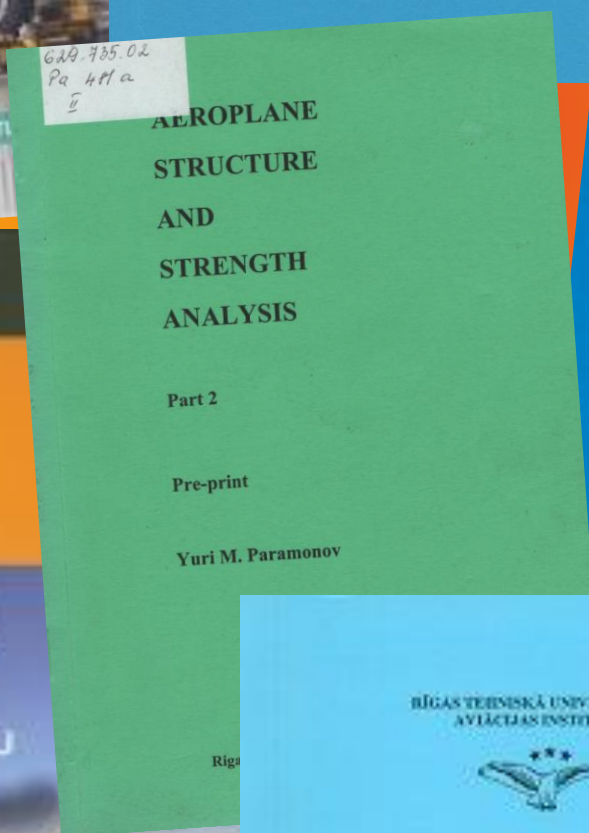 629.735.02
Pa 481 a
II
AEROPLANE
STRUCTURE
AND
STRENGTH
ANALYSIS
Part 2
Pre-print
Yuri M. Paramonov
Riga
RĪGAS TEHNISKĀ UNIV
AVIĀCIJAS INSTIT
U